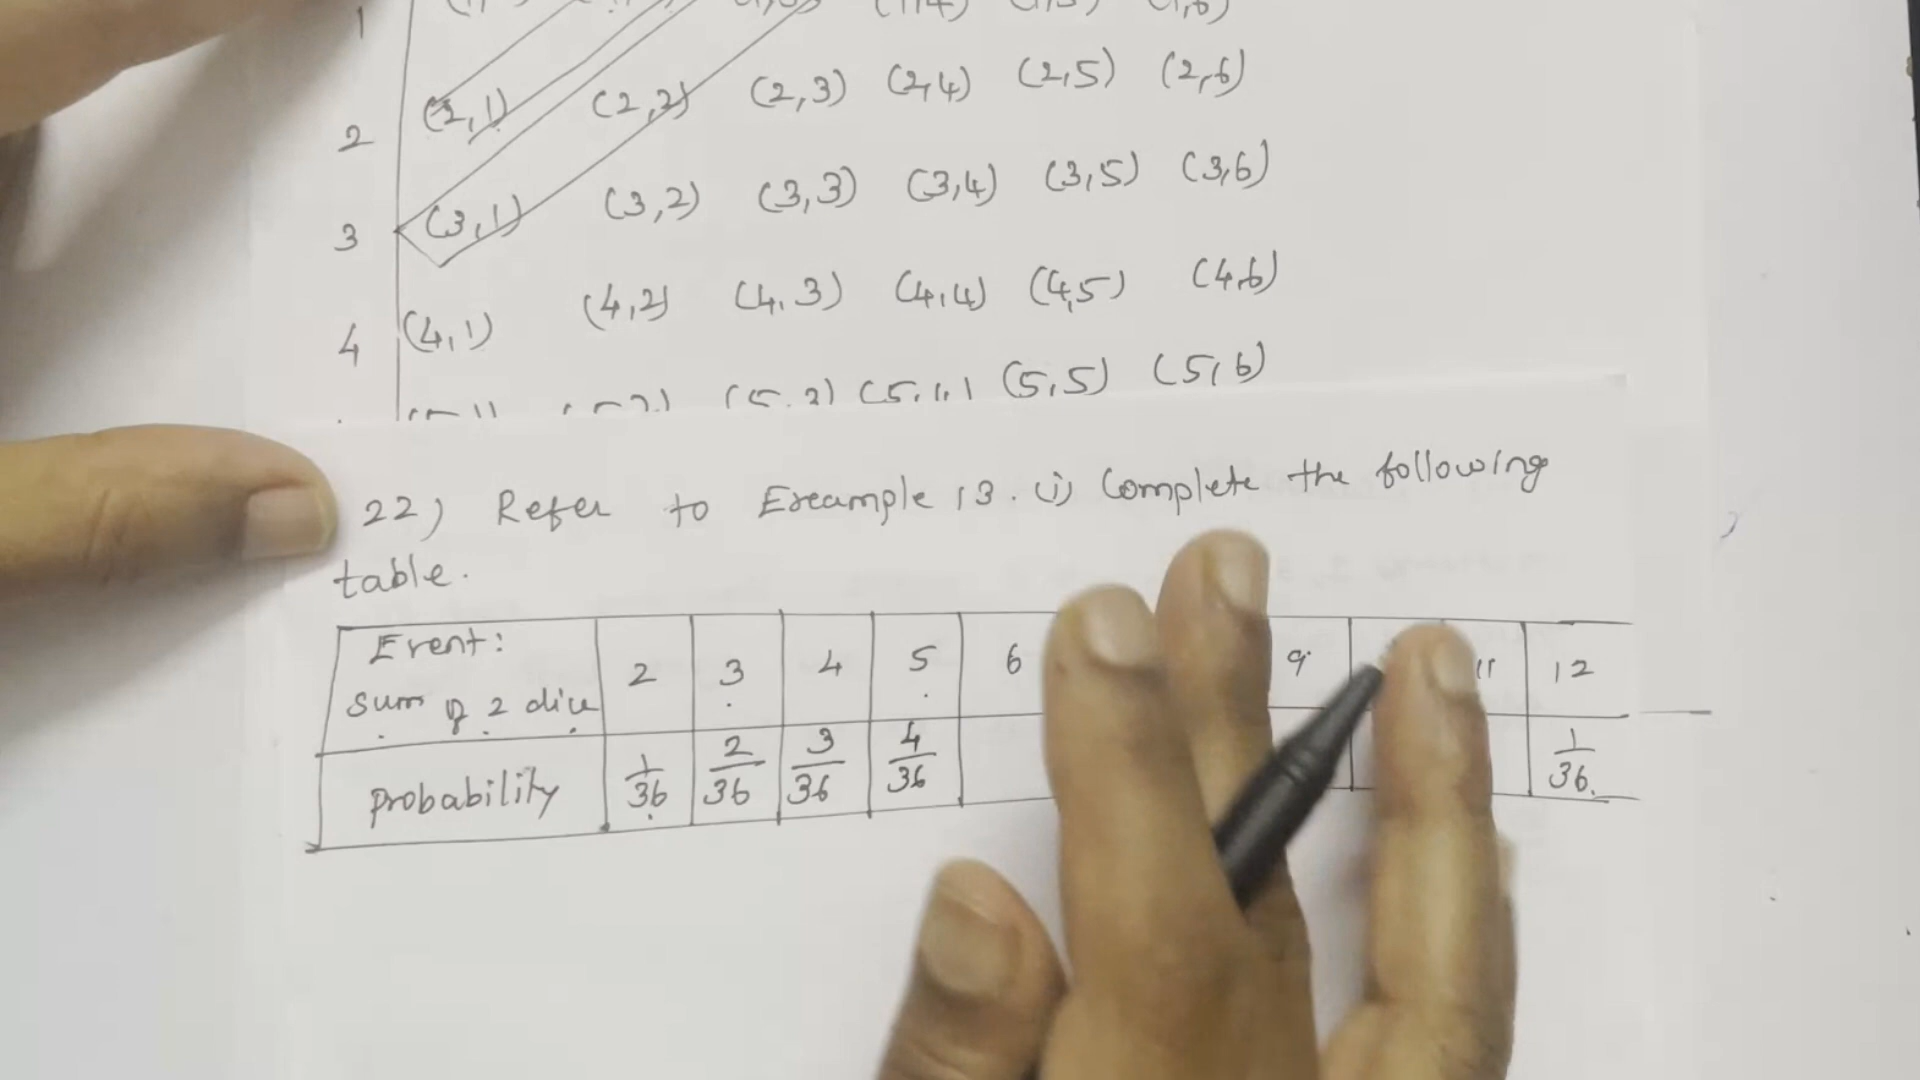 1
2 (2,1) (2,2) (2,3) (2,4) (2,5) (2,6)
3 (3,1) (3,2) (3,3) (3,4) (3,5) (3,6)
4 (4,1) (4,2) (4,3) (4,4) (4,5) (4,6)
(5,5) (5,6)
22) Refer to Example 13. (i) Complete the following
table.
Event: 2 3 4 5 6 9 11 12
Sum of 2 dice
Probability 1/36 2/36 3/36 4/36 1/36